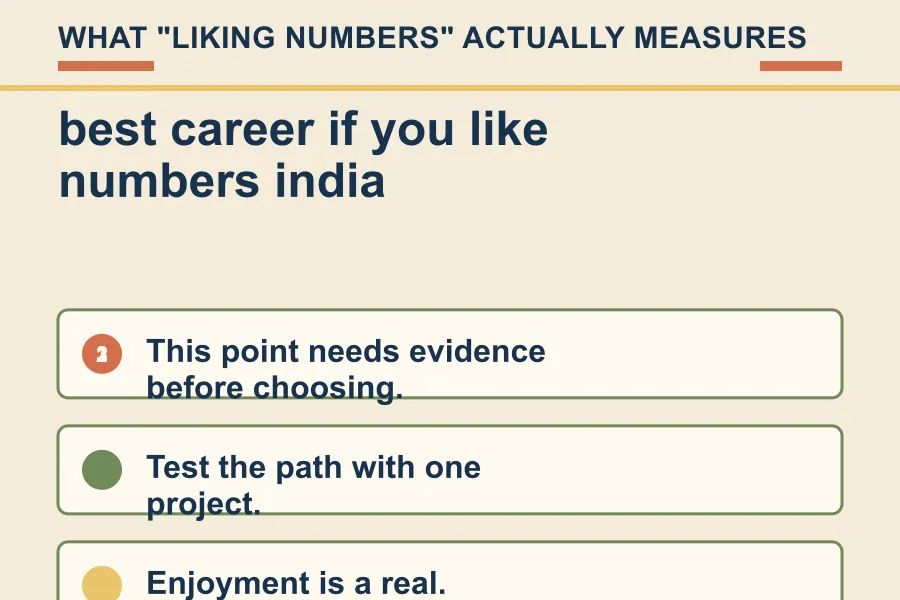 WHAT "LIKING NUMBERS" ACTUALLY MEASURES
best career if you like
numbers india
This point needs evidence
before choosing.
Test the path with one
project.
Enjoyment is a real.